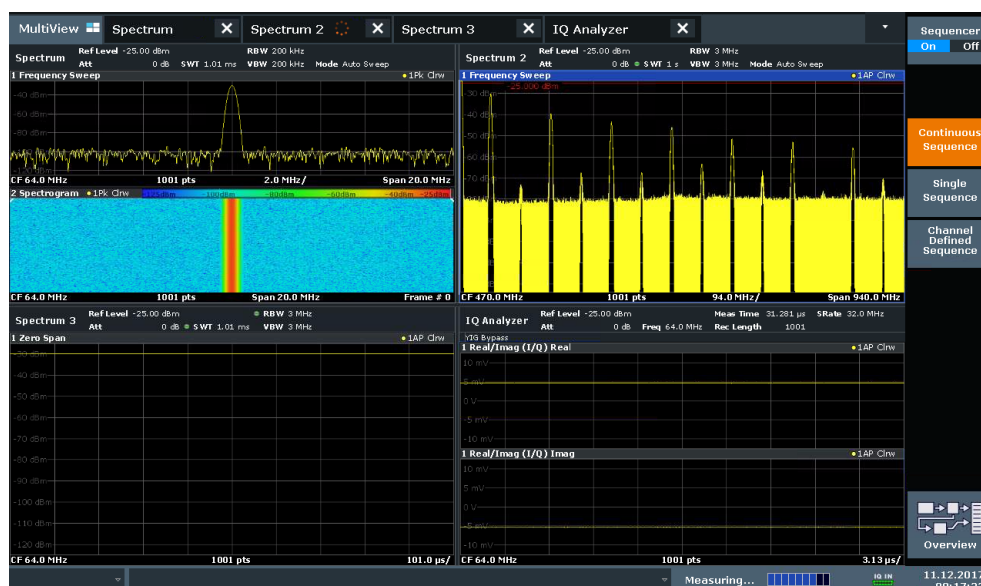 MultiView Spectrum X Spectrum 2 X Spectrum 3 X IQ Analyzer X
Sequencer
On Off
Continuous
Sequence
Single
Sequence
Channel
Defined
Sequence
Overview
Spectrum
Ref Level -25.00 dBm RBW 200 kHz
Att 0 dB SWT 1.01 ms VBW 200 kHz Mode Auto Sweep
1 Frequency Sweep 1Pk Clrw
-40 dBm
-60 dBm
-80 dBm
CF 64.0 MHz 1001 pts 2.0 MHz/ Span 20.0 MHz
2 Spectrogram 1Pk Clrw -125dBm -100dBm -80dBm -60dBm -40dBm -25dBm
CF 64.0 MHz 1001 pts Span 20.0 MHz Frame # 0
Spectrum 2
Ref Level -25.00 dBm RBW 3 MHz
Att 0 dB SWT 1 s VBW 3 MHz Mode Auto Sweep
1 Frequency Sweep 1AP Clrw
-25.000 dBm
-30 dBm
-40 dBm
-50 dBm
-60 dBm
-70 dBm
CF 470.0 MHz 1001 pts 94.0 MHz/ Span 940.0 MHz
Spectrum 3
Ref Level -25.00 dBm RBW 3 MHz
Att 0 dB SWT 1.01 ms VBW 3 MHz
1 Zero Span 1AP Clrw
-30 dBm
-40 dBm
-50 dBm
-60 dBm
-70 dBm
-80 dBm
-90 dBm
-100 dBm
-110 dBm
-120 dBm
CF 64.0 MHz 1001 pts 101.0 µs/
IQ Analyzer
Ref Level -25.00 dBm Meas Time 31.281 µs SRate 32.0 MHz
Att 0 dB Freq 64.0 MHz Rec Length 1001
YIG Bypass
1 Real/Imag (I/Q) Real 1AP Clrw
10 mV
5 mV
0 V
-5 mV
-10 mV
1 Real/Imag (I/Q) Imag 1AP Clrw
10 mV
5 mV
0 V
-5 mV
-10 mV
CF 64.0 MHz 1001 pts 3.13 µs/
Measuring... IQ IN 11.12.2017